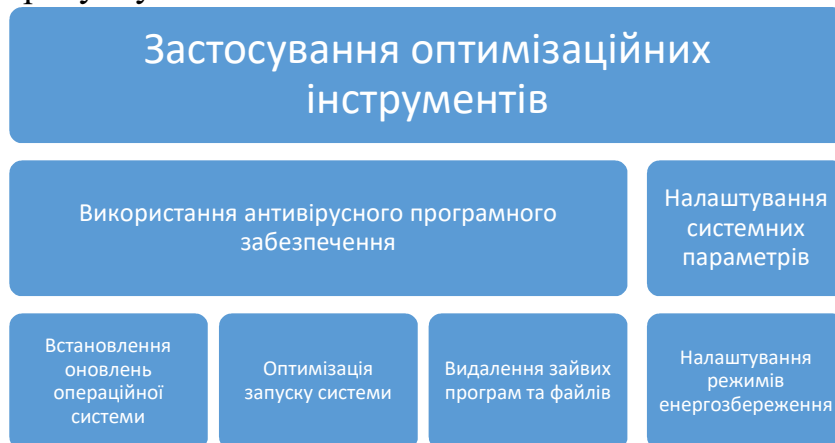 Застосування оптимізаційних
інструментів
Використання антивірусного програмного
забезпечення
Налаштування
системних
параметрів
Встановлення
оновлень
операційної
системи
Оптимізація
запуску системи
Видалення зайвих
програм та файлів
Налаштування
режимів
енергозбереження